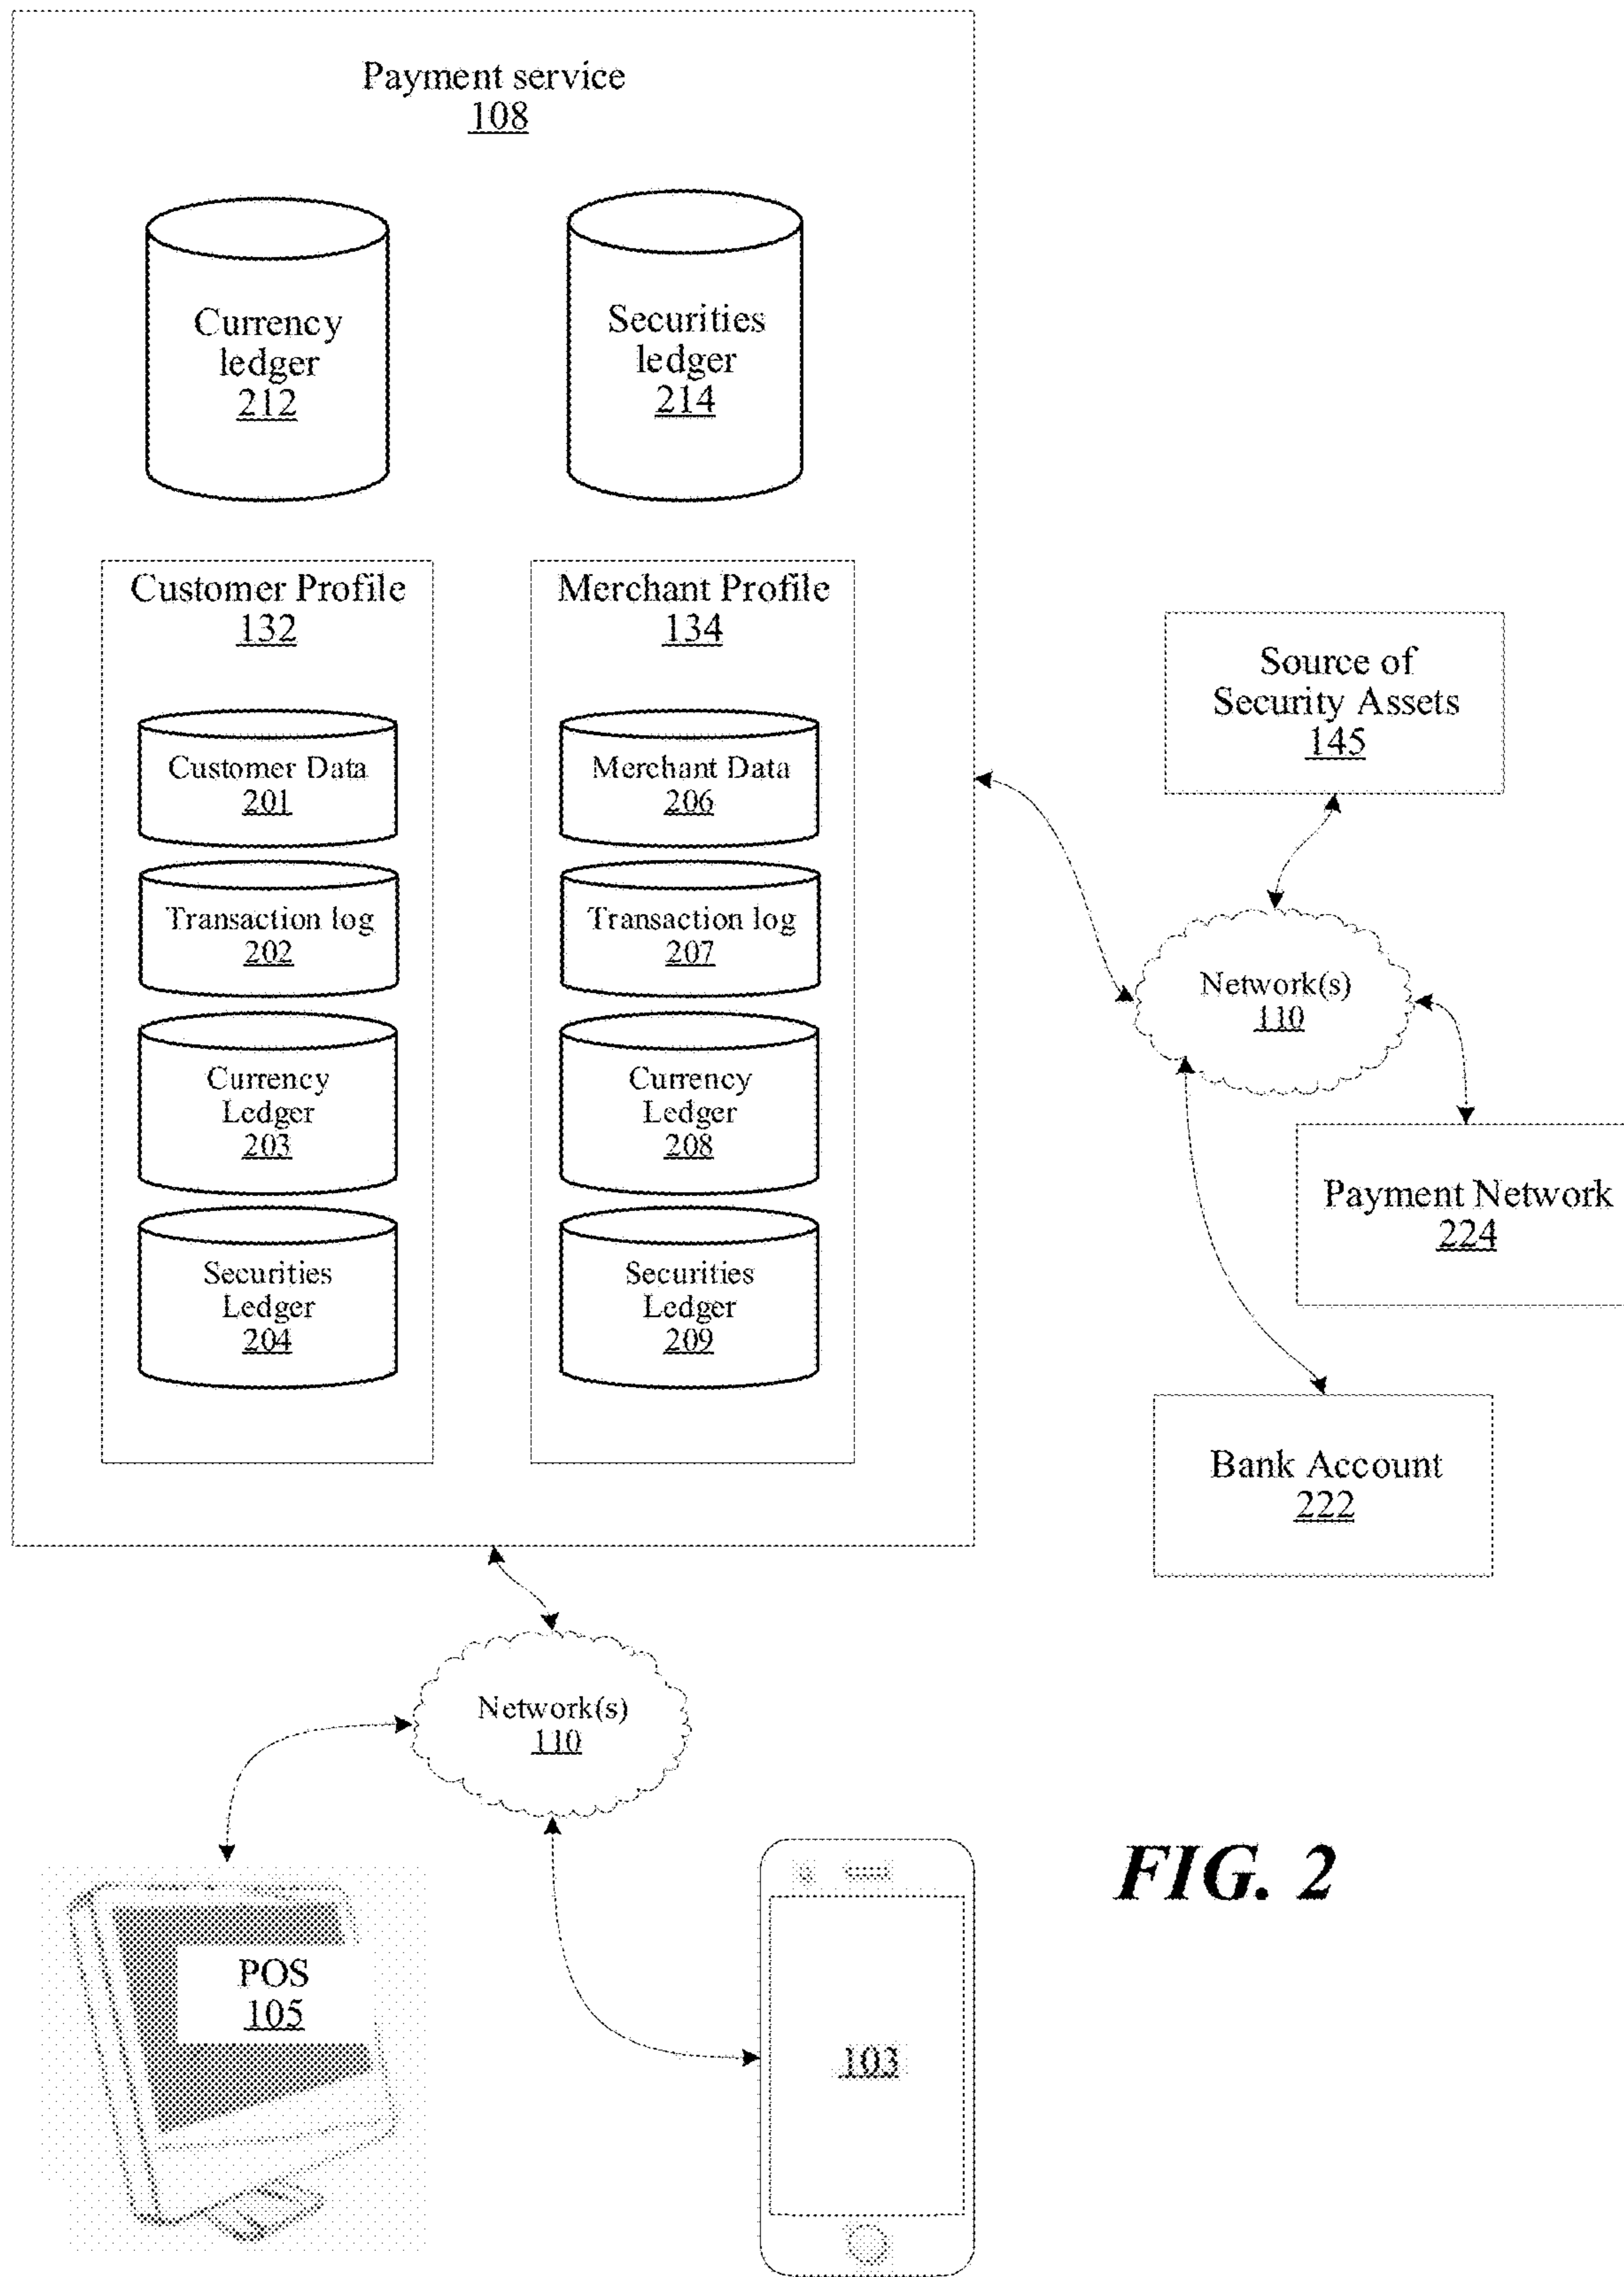 Payment service
108
Currency
ledger
212
Securities
ledger
214
Customer Profile
132
Customer Data
201
Transaction log
202
Currency
Ledger
203
Securities
Ledger
204
Merchant Profile
134
Merchant Data
206
Transaction log
207
Currency
Ledger
208
Securities
Ledger
209
Source of
Security Assets
145
Network(s)
110
Payment Network
224
Bank Account
222
Network(s)
110
POS
105
103
FIG. 2